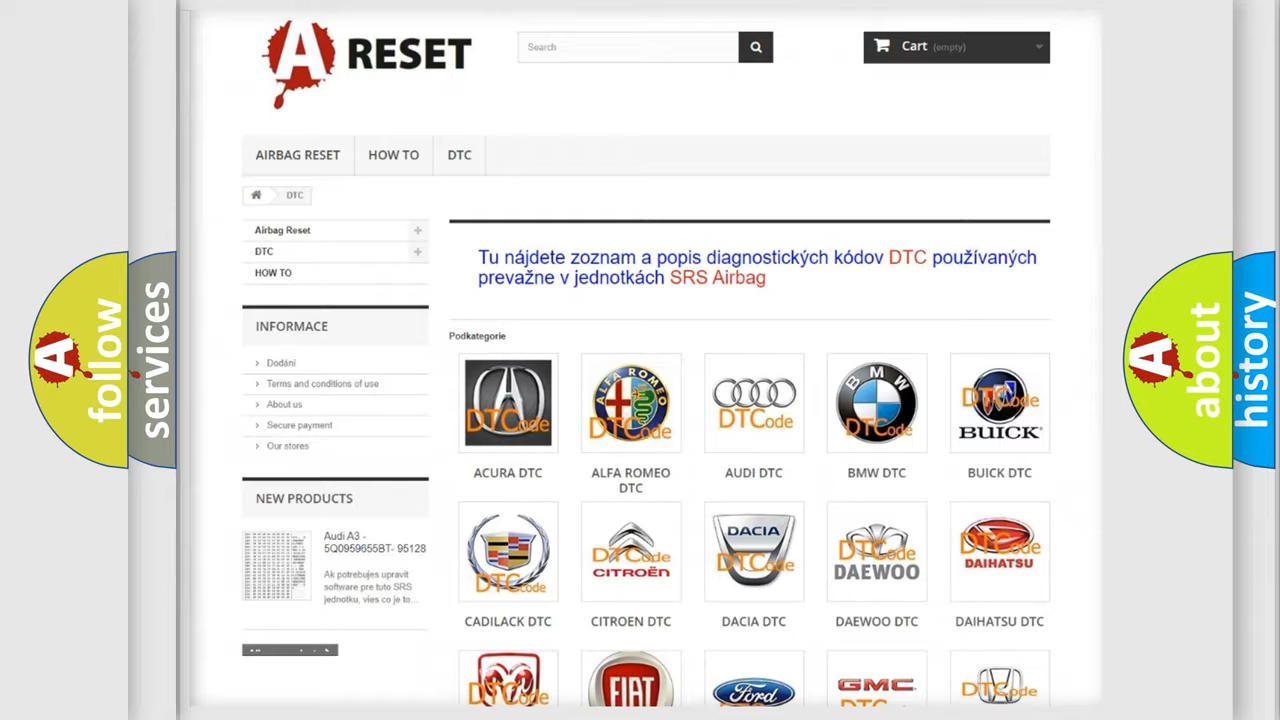 A RESET
Search
Cart (empty)
AIRBAG RESET
HOW TO
DTC
DTC
Airbag Reset
DTC
HOW TO
Tu nájdete zoznam a popis diagnostických kódov DTC používaných
prevažne v jednotkách SRS Airbag
INFORMACE
Dodání
Terms and conditions of use
About us
Secure payment
Our stores
NEW PRODUCTS
Audi A3 -
5Q0959655BT- 95128
Ak potrebujes upravit
software pre tuto SRS
jednotku, vies co je to...
Podkategorie
DTCode
ALFA ROMEO
DTCode
DTCode
BMW
DTCode
DTCode
BUICK
ACURA DTC
ALFA ROMEO
DTC
AUDI DTC
BMW DTC
BUICK DTC
DTCode
DTCode
CITROËN
DACIA
DTCode
DTCode
DAEWOO
DTCode
DAIHATSU
CADILACK DTC
CITROEN DTC
DACIA DTC
DAEWOO DTC
DAIHATSU DTC
DTCode
FIAT
Ford
GMC
DTCode
A follow
services
A about
history